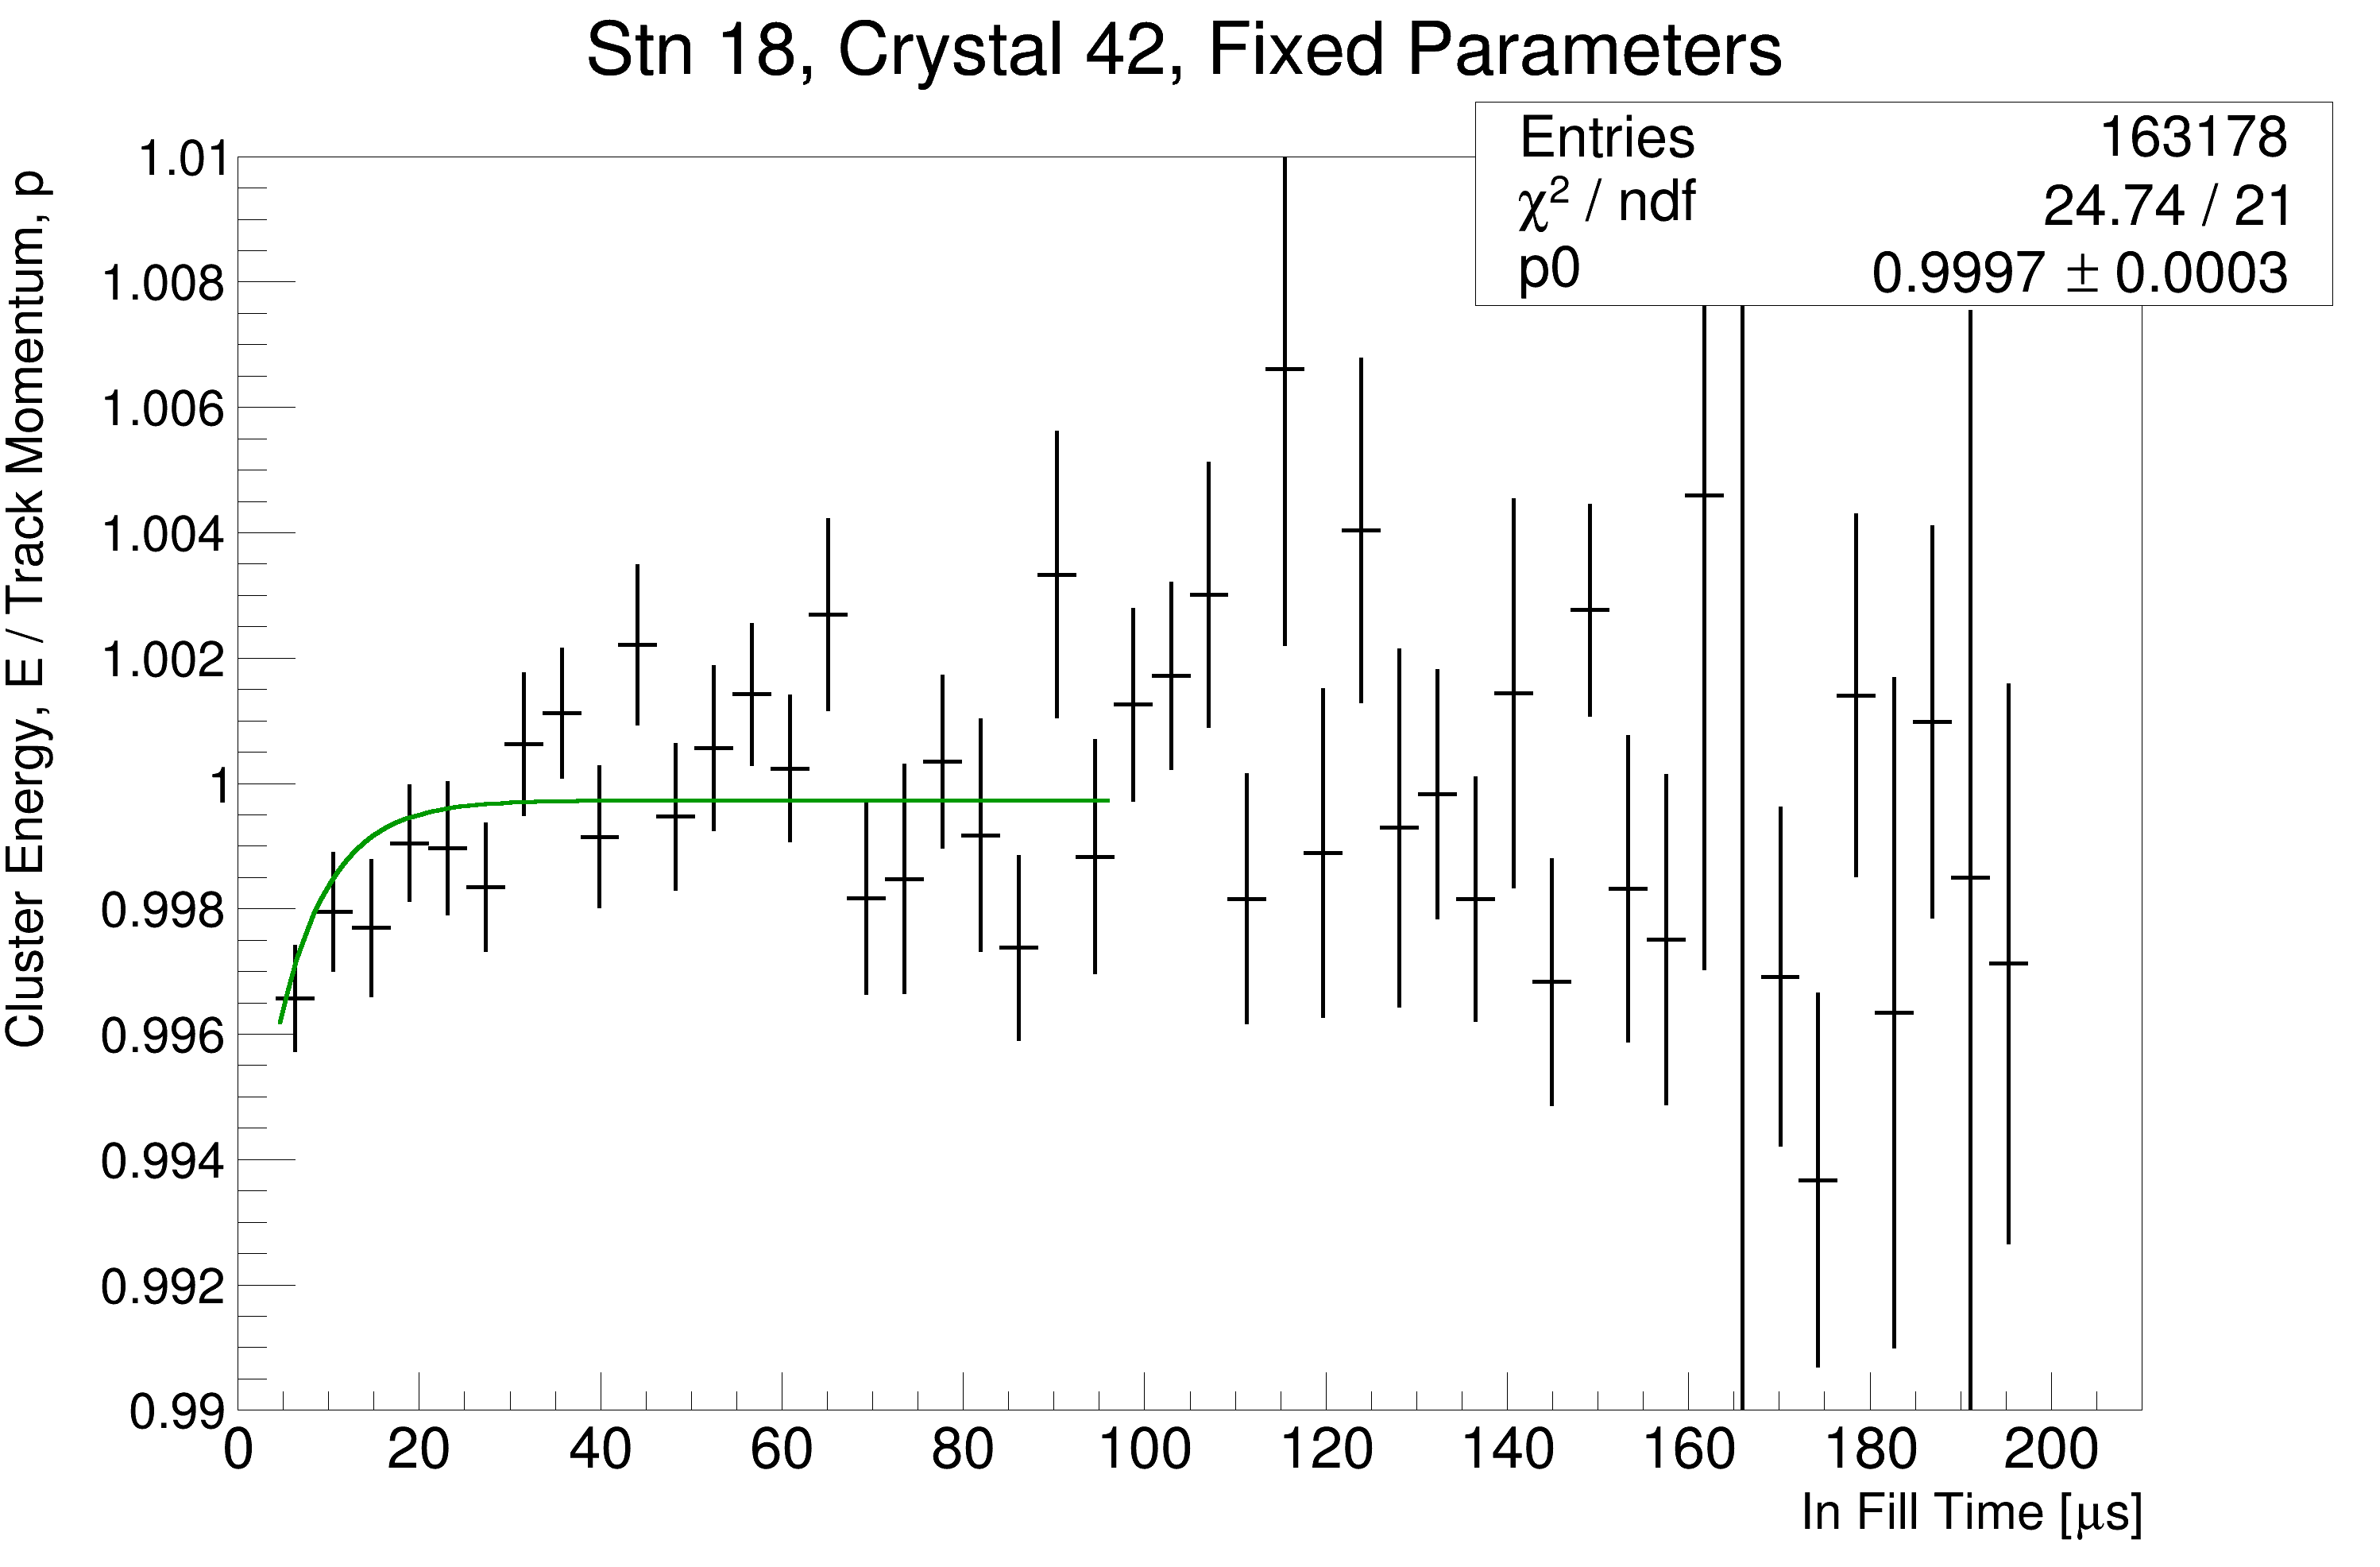 Stn 18, Crystal 42, Fixed Parameters
Entries 163178
χ² / ndf 24.74 / 21
p0 0.9997 ± 0.0003
Cluster Energy, E / Track Momentum, p
1.01
1.008
1.006
1.004
1.002
1
0.998
0.996
0.994
0.992
0.99
0 20 40 60 80 100 120 140 160 180 200
In Fill Time [μs]